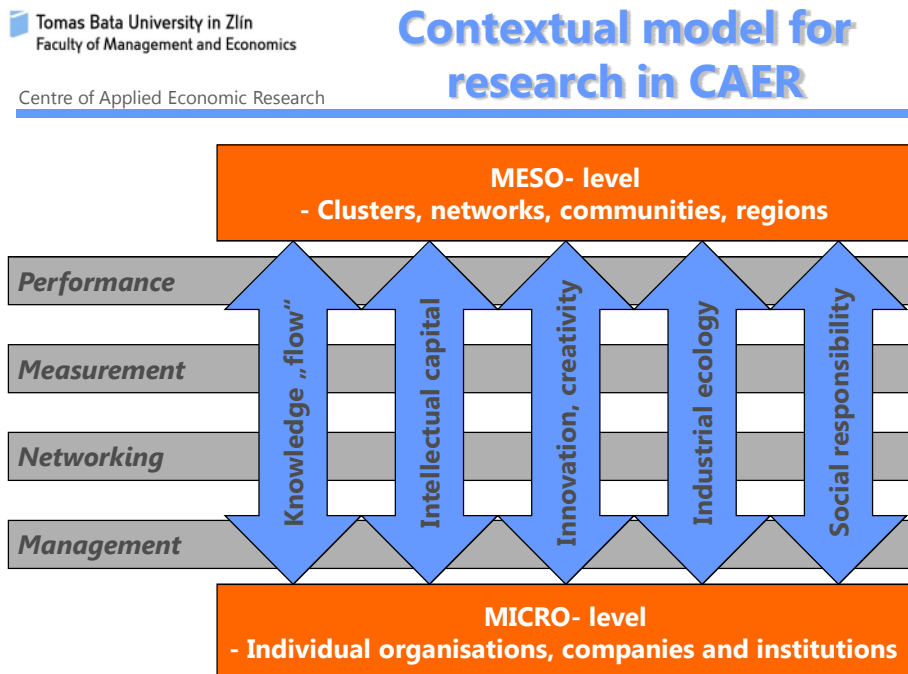 Tomas Bata University in Zlín
Faculty of Management and Economics
Centre of Applied Economic Research
Contextual model for
research in CAER
MESO- level
- Clusters, networks, communities, regions
Performance
Measurement
Networking
Management
Knowledge „flow“
Intellectual capital
Innovation, creativity
Industrial ecology
Social responsibility
MICRO- level
- Individual organisations, companies and institutions